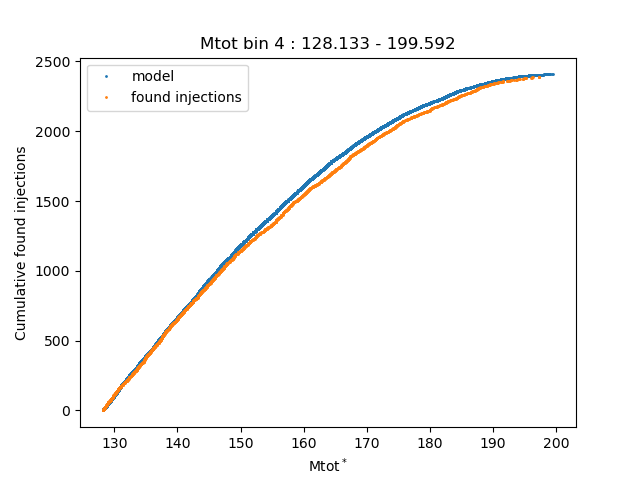 Mtot bin 4 : 128.133 - 199.592
model
found injections
Cumulative found injections
2500
2000
1500
1000
500
0
130 140 150 160 170 180 190 200
Mtot*